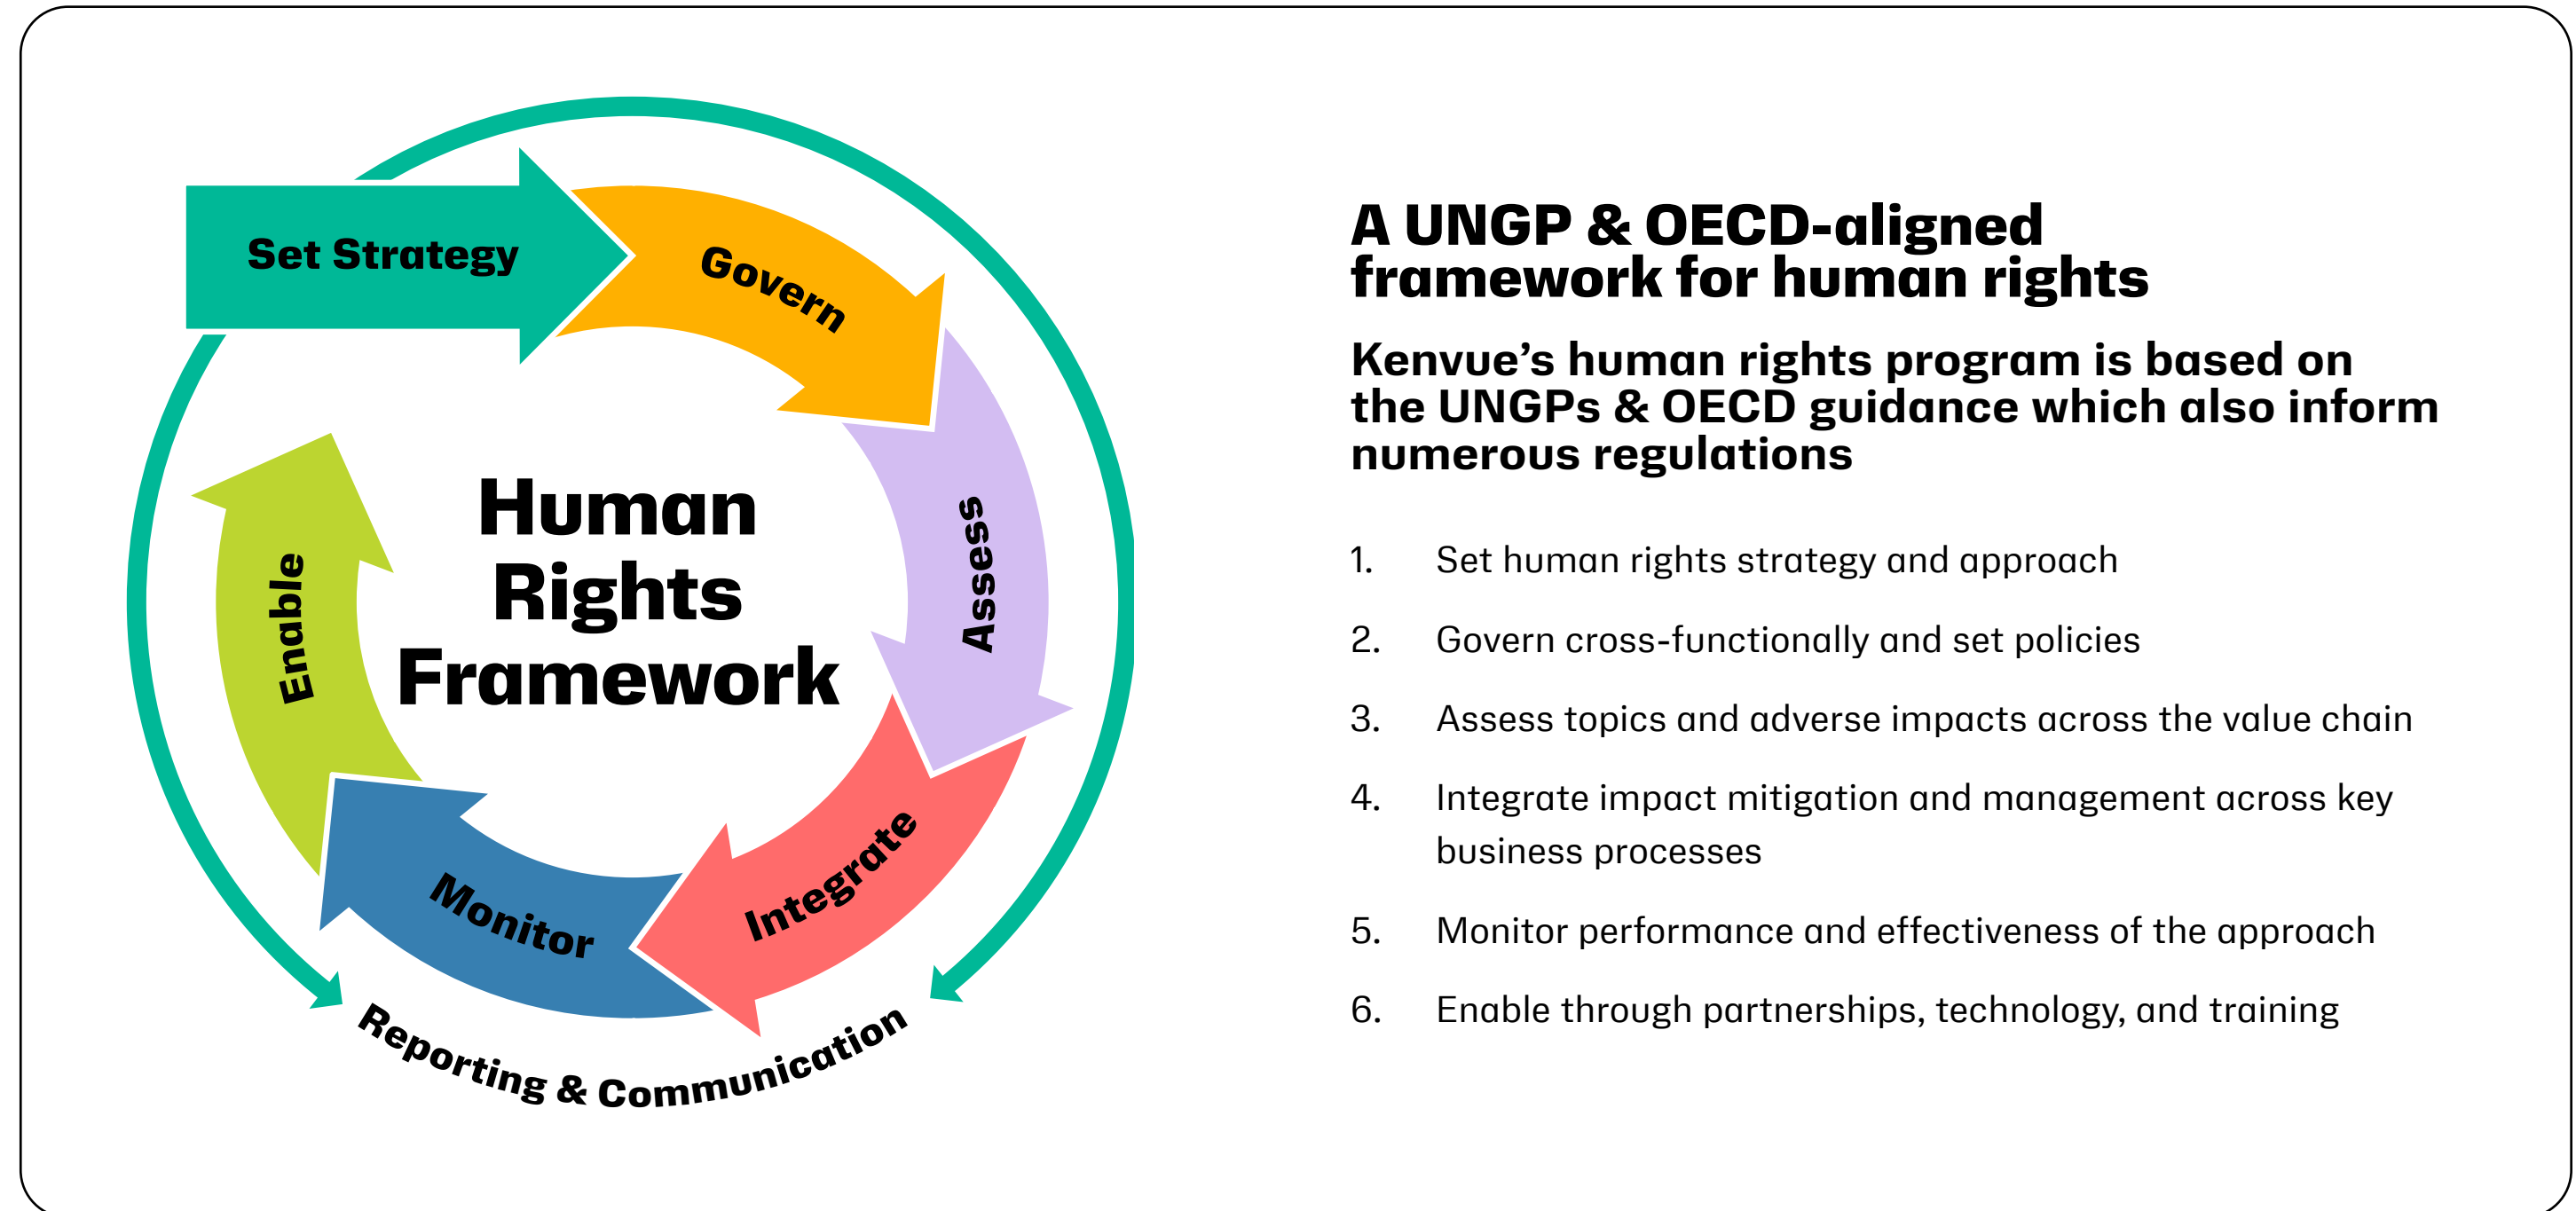 Set Strategy
Govern
Assess
Integrate
Monitor
Enable
Human
Rights
Framework
Reporting & Communication
A UNGP & OECD-aligned
framework for human rights
Kenvue’s human rights program is based on
the UNGPs & OECD guidance which also inform
numerous regulations
1. Set human rights strategy and approach
2. Govern cross-functionally and set policies
3. Assess topics and adverse impacts across the value chain
4. Integrate impact mitigation and management across key
business processes
5. Monitor performance and effectiveness of the approach
6. Enable through partnerships, technology, and training